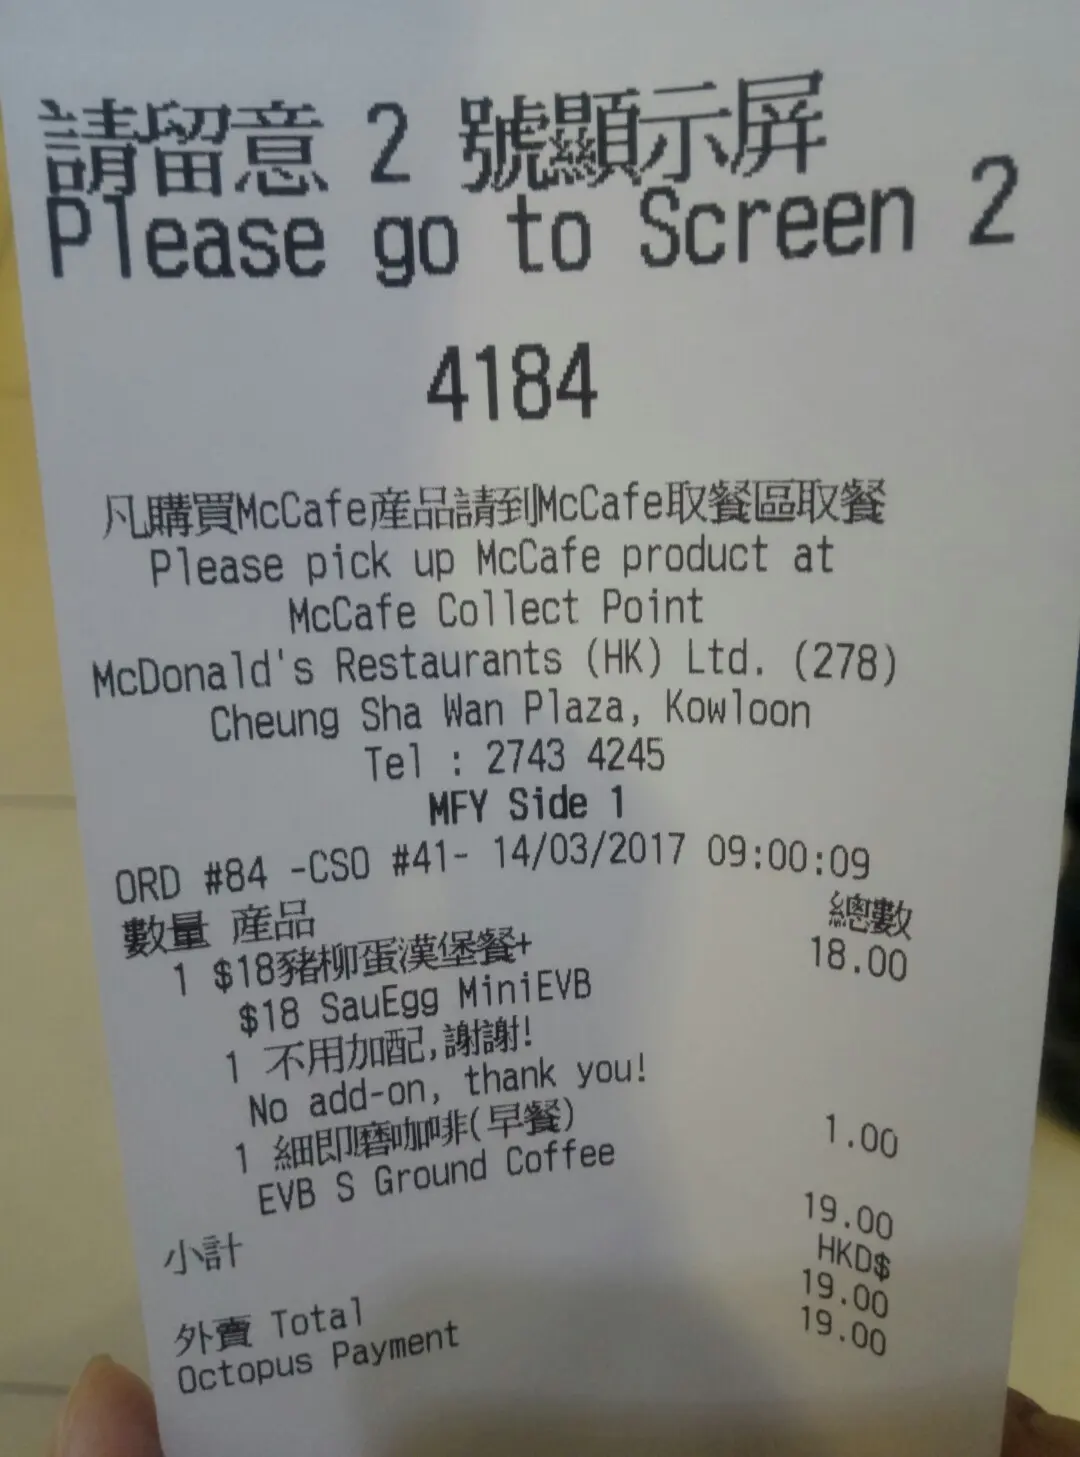 請留意 2 號顯示屏
Please go to Screen 2
4184
凡購買McCafe産品請到McCafe取餐區取餐
Please pick up McCafe product at
McCafe Collect Point
McDonald's Restaurants (HK) Ltd. (278)
Cheung Sha Wan Plaza, Kowloon
Tel : 2743 4245
MFY Side 1
ORD #84 -CSO #41- 14/03/2017 09:00:09
數量 産品 總數
1 $18豬柳蛋漢堡餐+ 18.00
$18 SauEgg MiniEVB
1 不用加配,謝謝!
No add-on, thank you!
1 細即磨咖啡(早餐) 1.00
EVB S Ground Coffee
小計 19.00
HKD$
外賣 Total 19.00
Octopus Payment 19.00